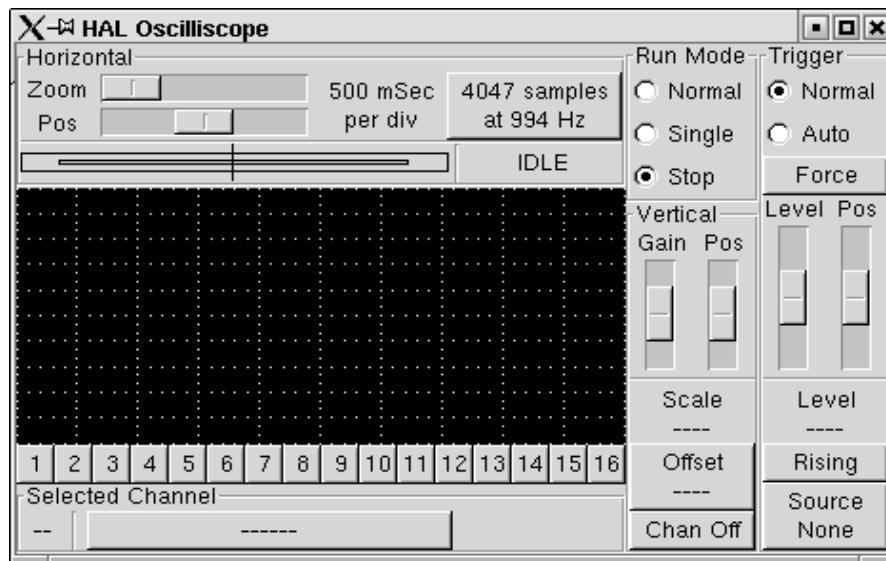 HAL Oscilliscope
Horizontal
Zoom
Pos
500 mSec
per div
4047 samples
at 994 Hz
IDLE
Run Mode
Normal
Single
Stop
Trigger
Normal
Auto
Force
Level Pos
Vertical
Gain Pos
Scale
----
Offset
----
Chan Off
Level
----
Rising
Source
None
1 2 3 4 5 6 7 8 9 10 11 12 13 14 15 16
Selected Channel
--
------